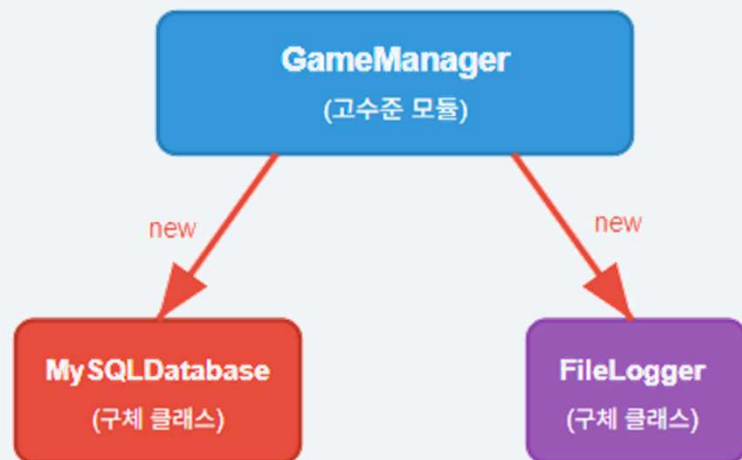 GameManager
(고수준 모듈)
new
new
MySQLDatabase
(구체 클래스)
FileLogger
(구체 클래스)